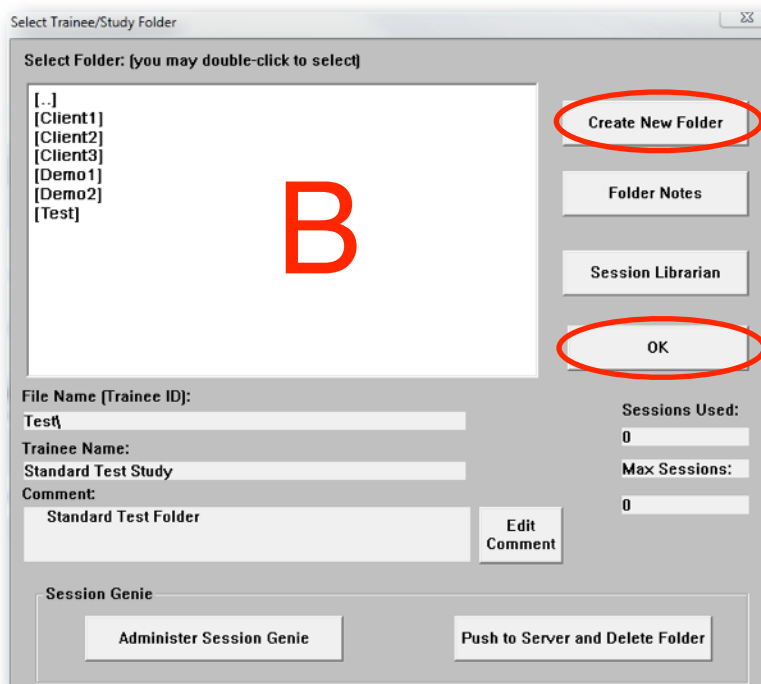 Select Trainee/Study Folder
Select Folder: (you may double-click to select)
[..]
[Client1]
[Client2]
[Client3]
[Demo1]
[Demo2]
[Test]
B
Create New Folder
Folder Notes
Session Librarian
OK
File Name (Trainee ID):
Test\
Trainee Name:
Standard Test Study
Comment:
Standard Test Folder
Edit
Comment
Sessions Used:
0
Max Sessions:
0
Session Genie
Administer Session Genie
Push to Server and Delete Folder